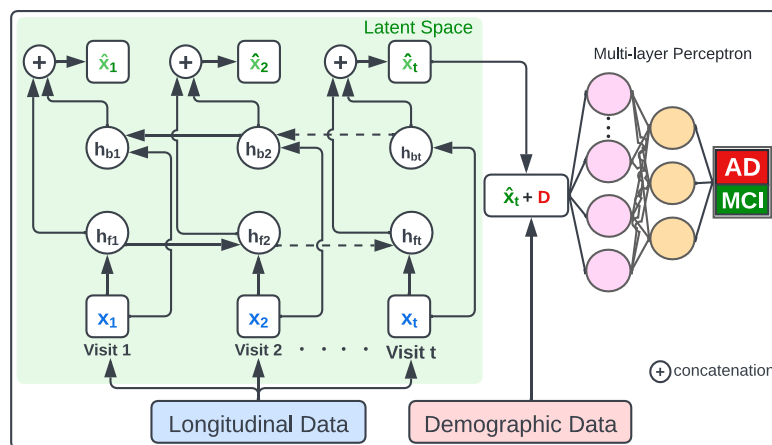 Latent Space
+ x̂1 + x̂2 + x̂t
Multi-layer Perceptron
hb1 hb2 hbt
x̂t + D
AD
MCI
hf1 hf2 hft
x1 x2 xt
Visit 1 Visit 2 . . . . . Visit t
+ concatenation
Longitudinal Data Demographic Data